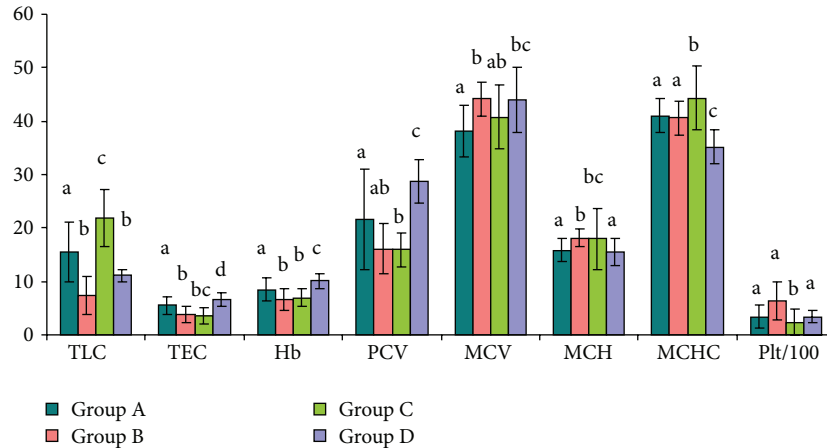 60
50
40
30
20
10
0
a b c b
a b bc d
a b b c
a ab b c
a b ab bc
a b bc a
a a b c
a a b a
TLC TEC Hb PCV MCV MCH MCHC Plt/100
Group A
Group B
Group C
Group D